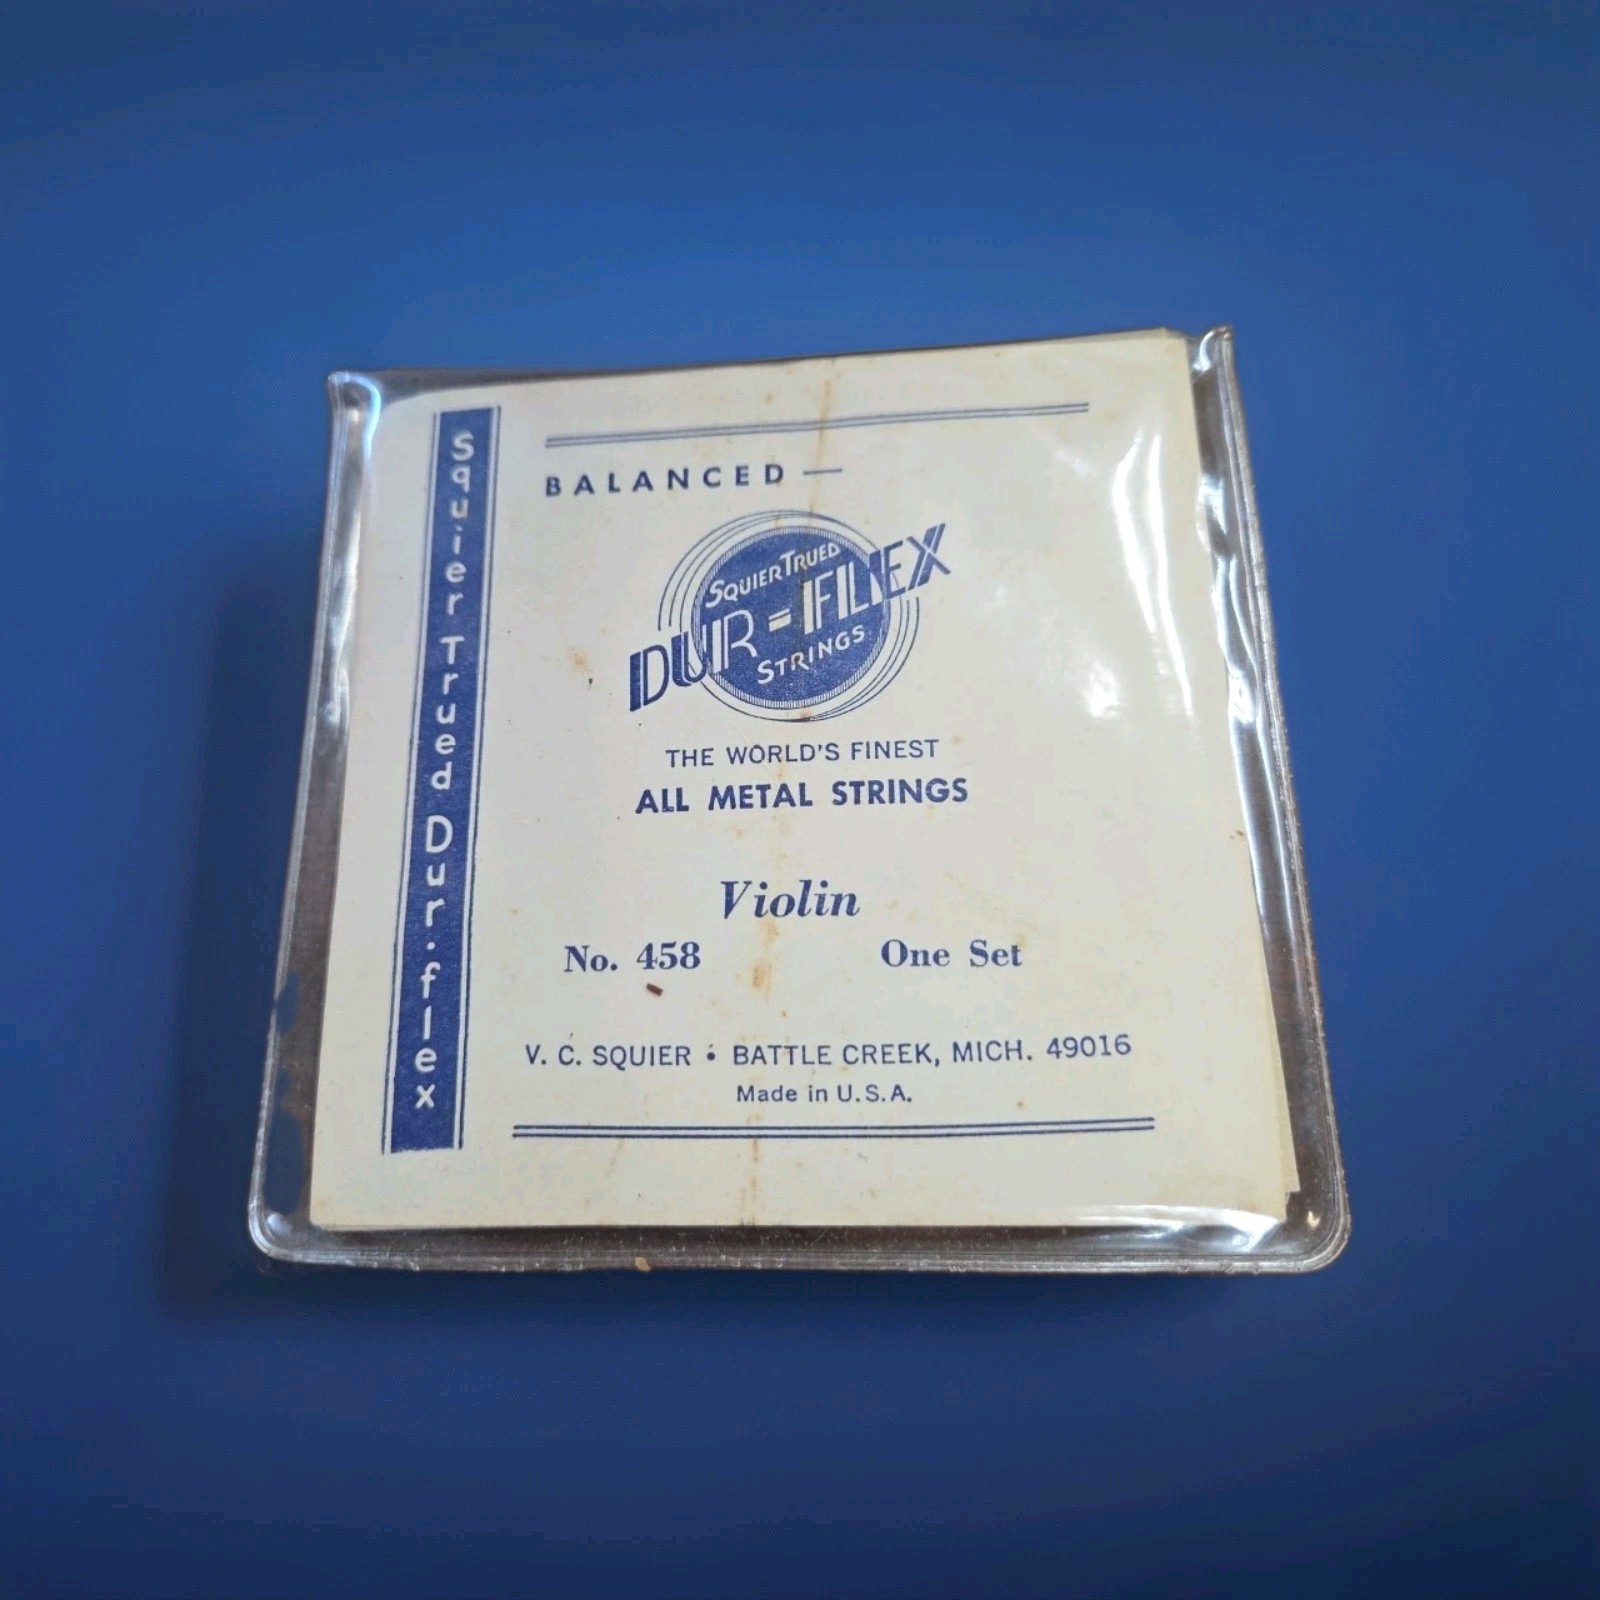 Squier Trued Dur-flex
BALANCED —
SQUIER TRUED
DUR-FLEX
STRINGS
THE WORLD'S FINEST
ALL METAL STRINGS
Violin
No. 458 One Set
V. C. SQUIER • BATTLE CREEK, MICH. 49016
Made in U.S.A.